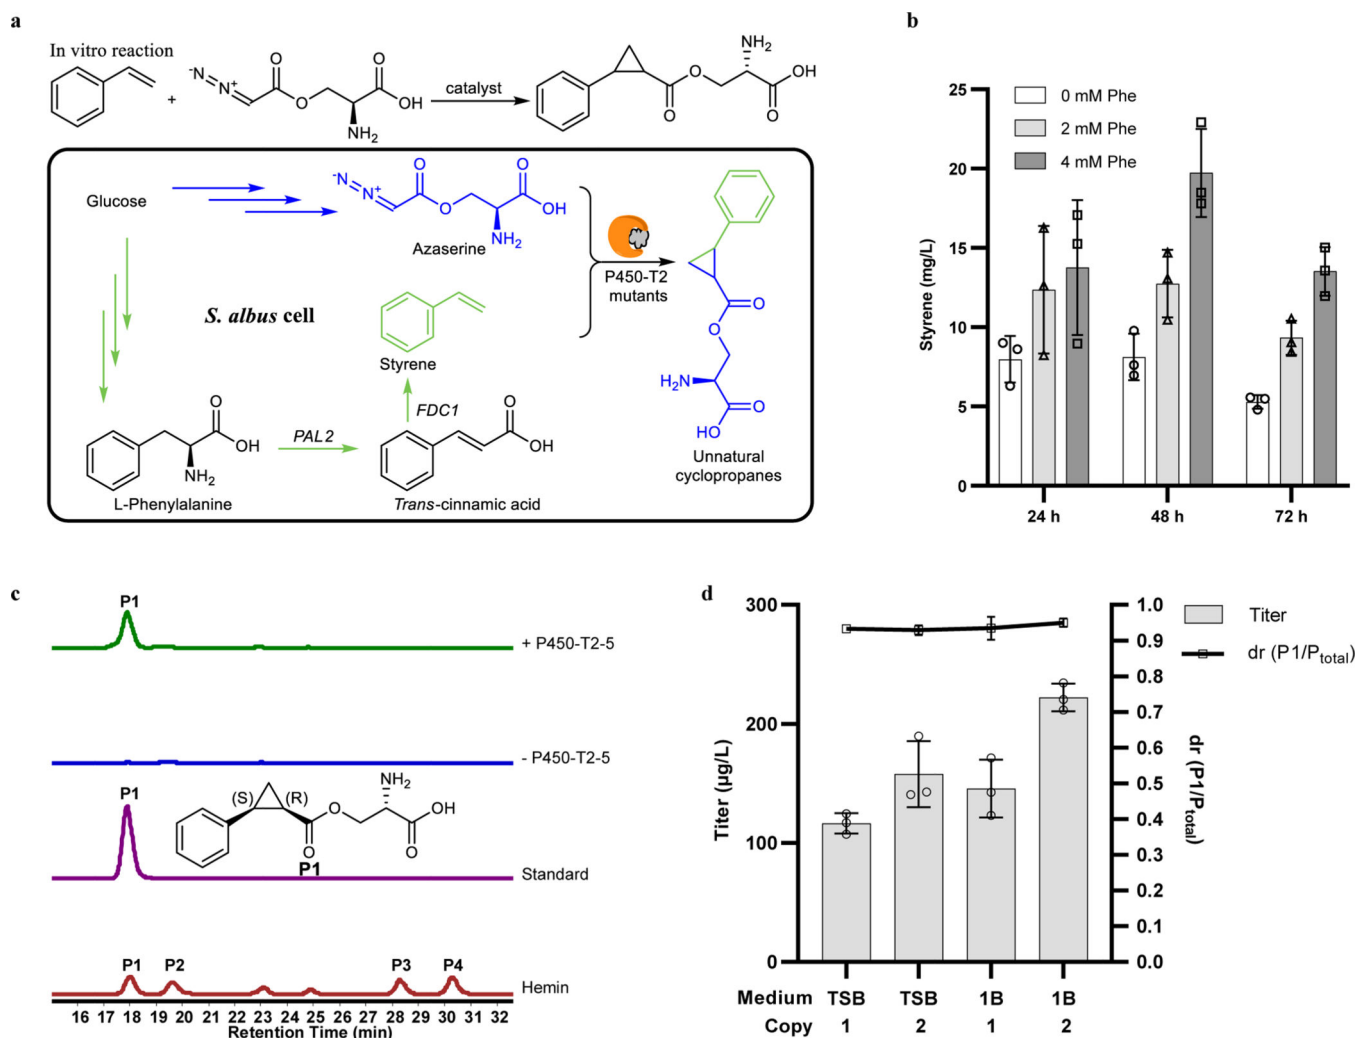 a
In vitro reaction
N
-N
N+
O
O
O
OH
NH2
+
catalyst
O
O
NH2
OH
O
Glucose
-N
N+
O
O
O
OH
NH2
Azaserine
P450-T2
mutants
S. albus cell
Styrene
FDC1
PAL2
O
OH
NH2
L-Phenylalanine
O
OH
Trans-cinnamic acid
O
O
H2N
O
HO
Unnatural
cyclopropanes
b
Styrene (mg/L)
25
20
15
10
5
0
0 mM Phe
2 mM Phe
4 mM Phe
24 h
48 h
72 h
c
P1
+ P450-T2-5
- P450-T2-5
P1
(S)
(R)
O
O
NH2
OH
O
P1
Standard
P1
P2
P3
P4
Hemin
16 17 18 19 20 21 22 23 24 25 26 27 28 29 30 31 32
Retention Time (min)
d
Titer (µg/L)
300
200
100
0
1.0
0.9
0.8
0.7
0.6
0.5
0.4
0.3
0.2
0.1
0.0
dr (P1/Ptotal)
Titer
dr (P1/Ptotal)
Medium TSB TSB 1B 1B
Copy 1 2 1 2